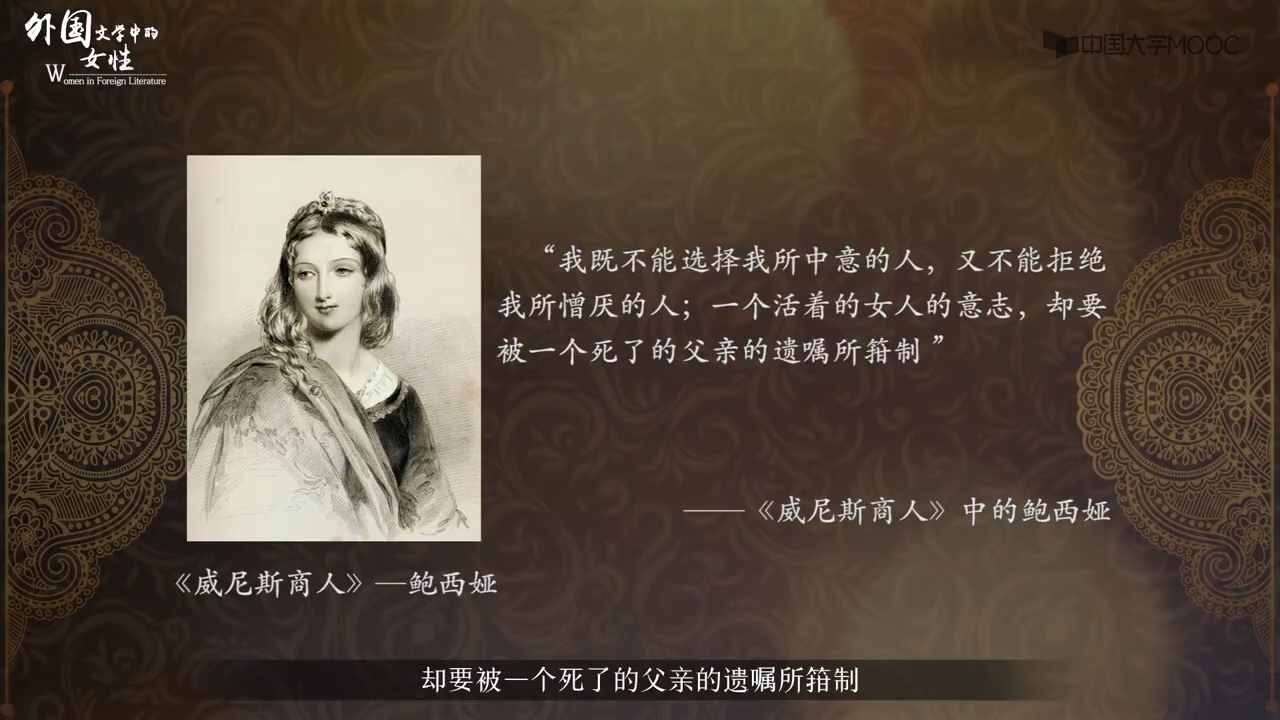 外国文学中的
女性
Women in Foreign Literature
中国大学MOOC
“我既不能选择我所中意的人，又不能拒绝
我所憎厌的人；一个活着的女人的意志，却要
被一个死了的父亲的遗嘱所箝制”
——《威尼斯商人》中的鲍西娅
《威尼斯商人》—鲍西娅
却要被一个死了的父亲的遗嘱所箝制